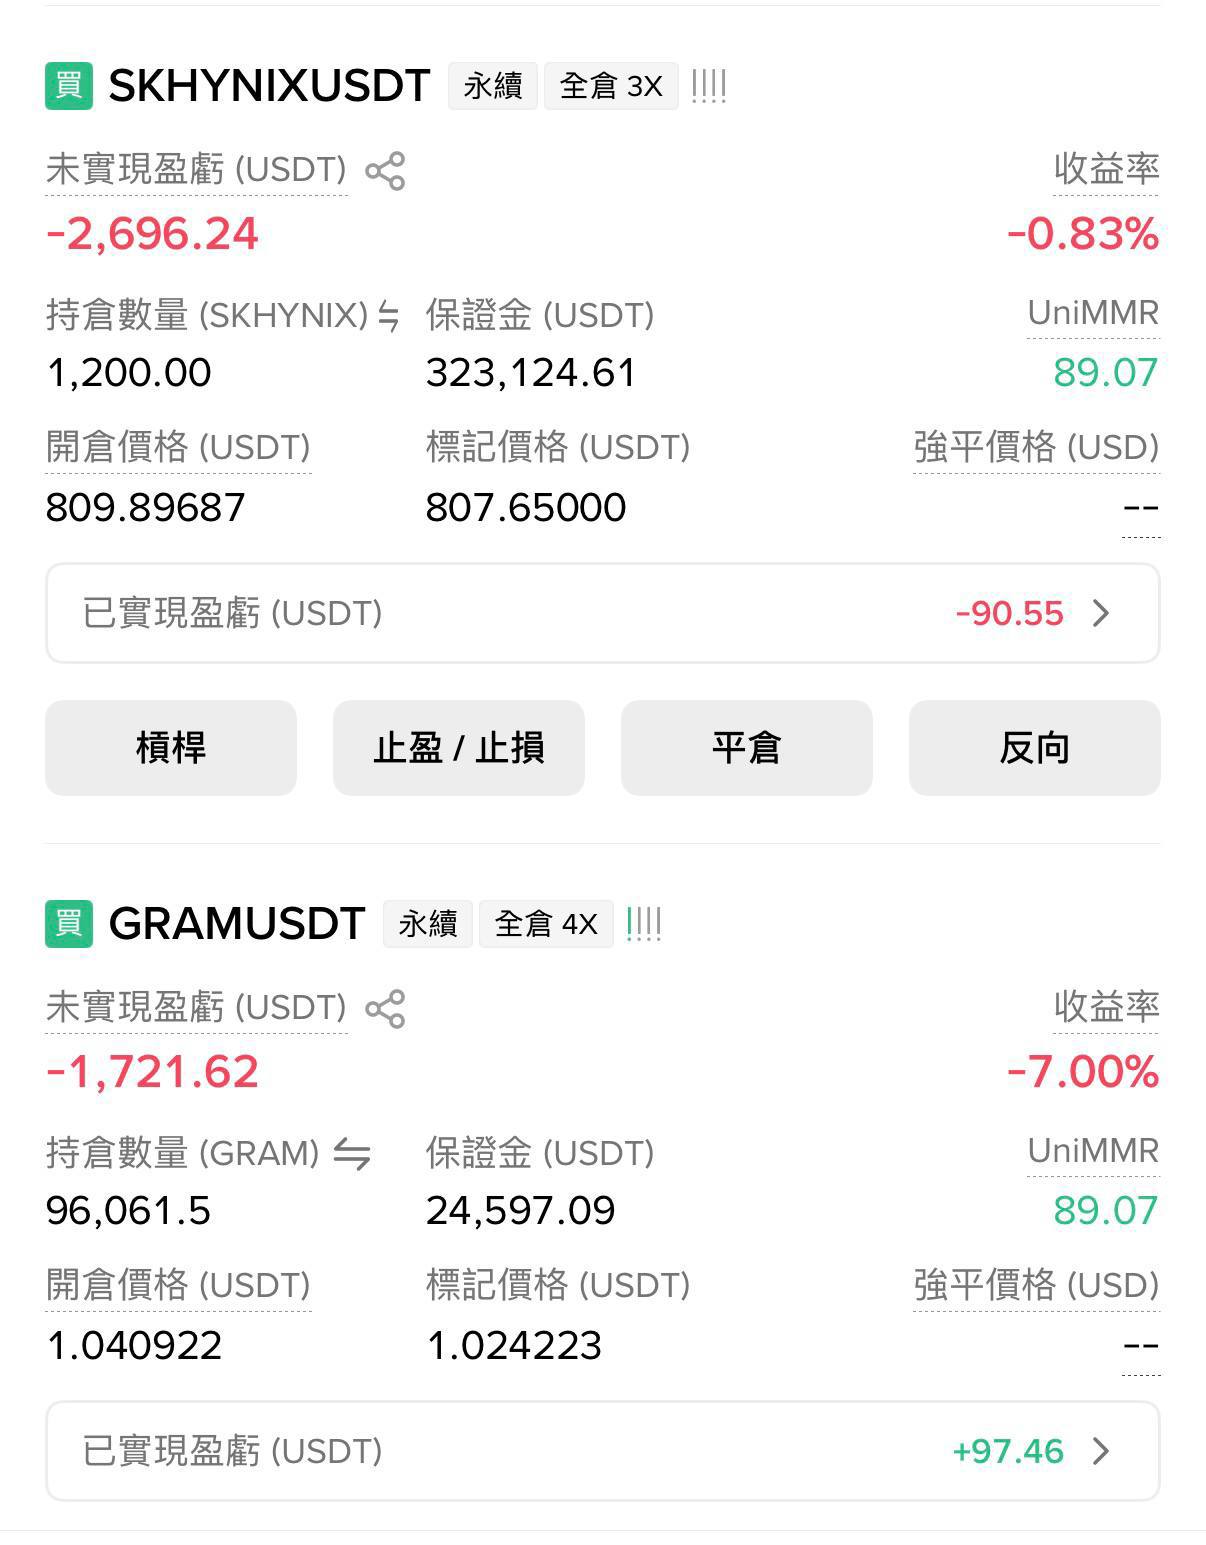 買 SKHYNIXUSDT 永續 全倉 3X
未實現盈虧 (USDT) 收益率
-2,696.24 -0.83%
持倉數量 (SKHYNIX) 保證金 (USDT) UniMMR
1,200.00 323,124.61 89.07
開倉價格 (USDT) 標記價格 (USDT) 強平價格 (USD)
809.89687 807.65000 --
已實現盈虧 (USDT) -90.55
槓桿 止盈 / 止損 平倉 反向
買 GRAMUSDT 永續 全倉 4X
未實現盈虧 (USDT) 收益率
-1,721.62 -7.00%
持倉數量 (GRAM) 保證金 (USDT) UniMMR
96,061.5 24,597.09 89.07
開倉價格 (USDT) 標記價格 (USDT) 強平價格 (USD)
1.040922 1.024223 --
已實現盈虧 (USDT) +97.46